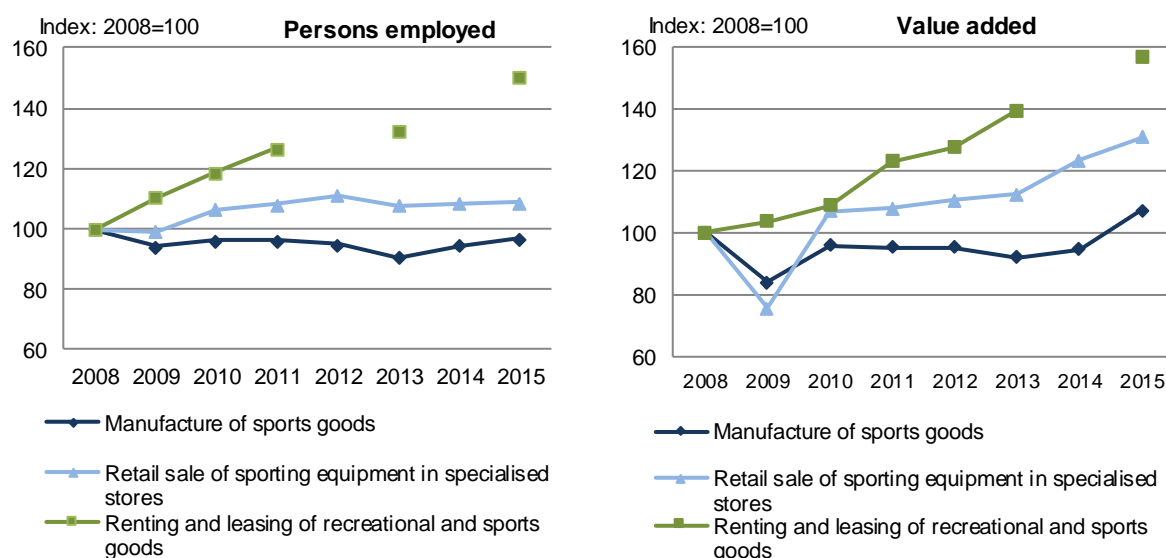 Index: 2008=100
Persons employed
160
140
120
100
80
60
2008 2009 2010 2011 2012 2013 2014 2015
Manufacture of sports goods
Retail sale of sporting equipment in specialised
stores
Renting and leasing of recreational and sports
goods
Index: 2008=100
Value added
160
140
120
100
80
60
2008 2009 2010 2011 2012 2013 2014 2015
Manufacture of sports goods
Retail sale of sporting equipment in specialised
stores
Renting and leasing of recreational and sports
goods